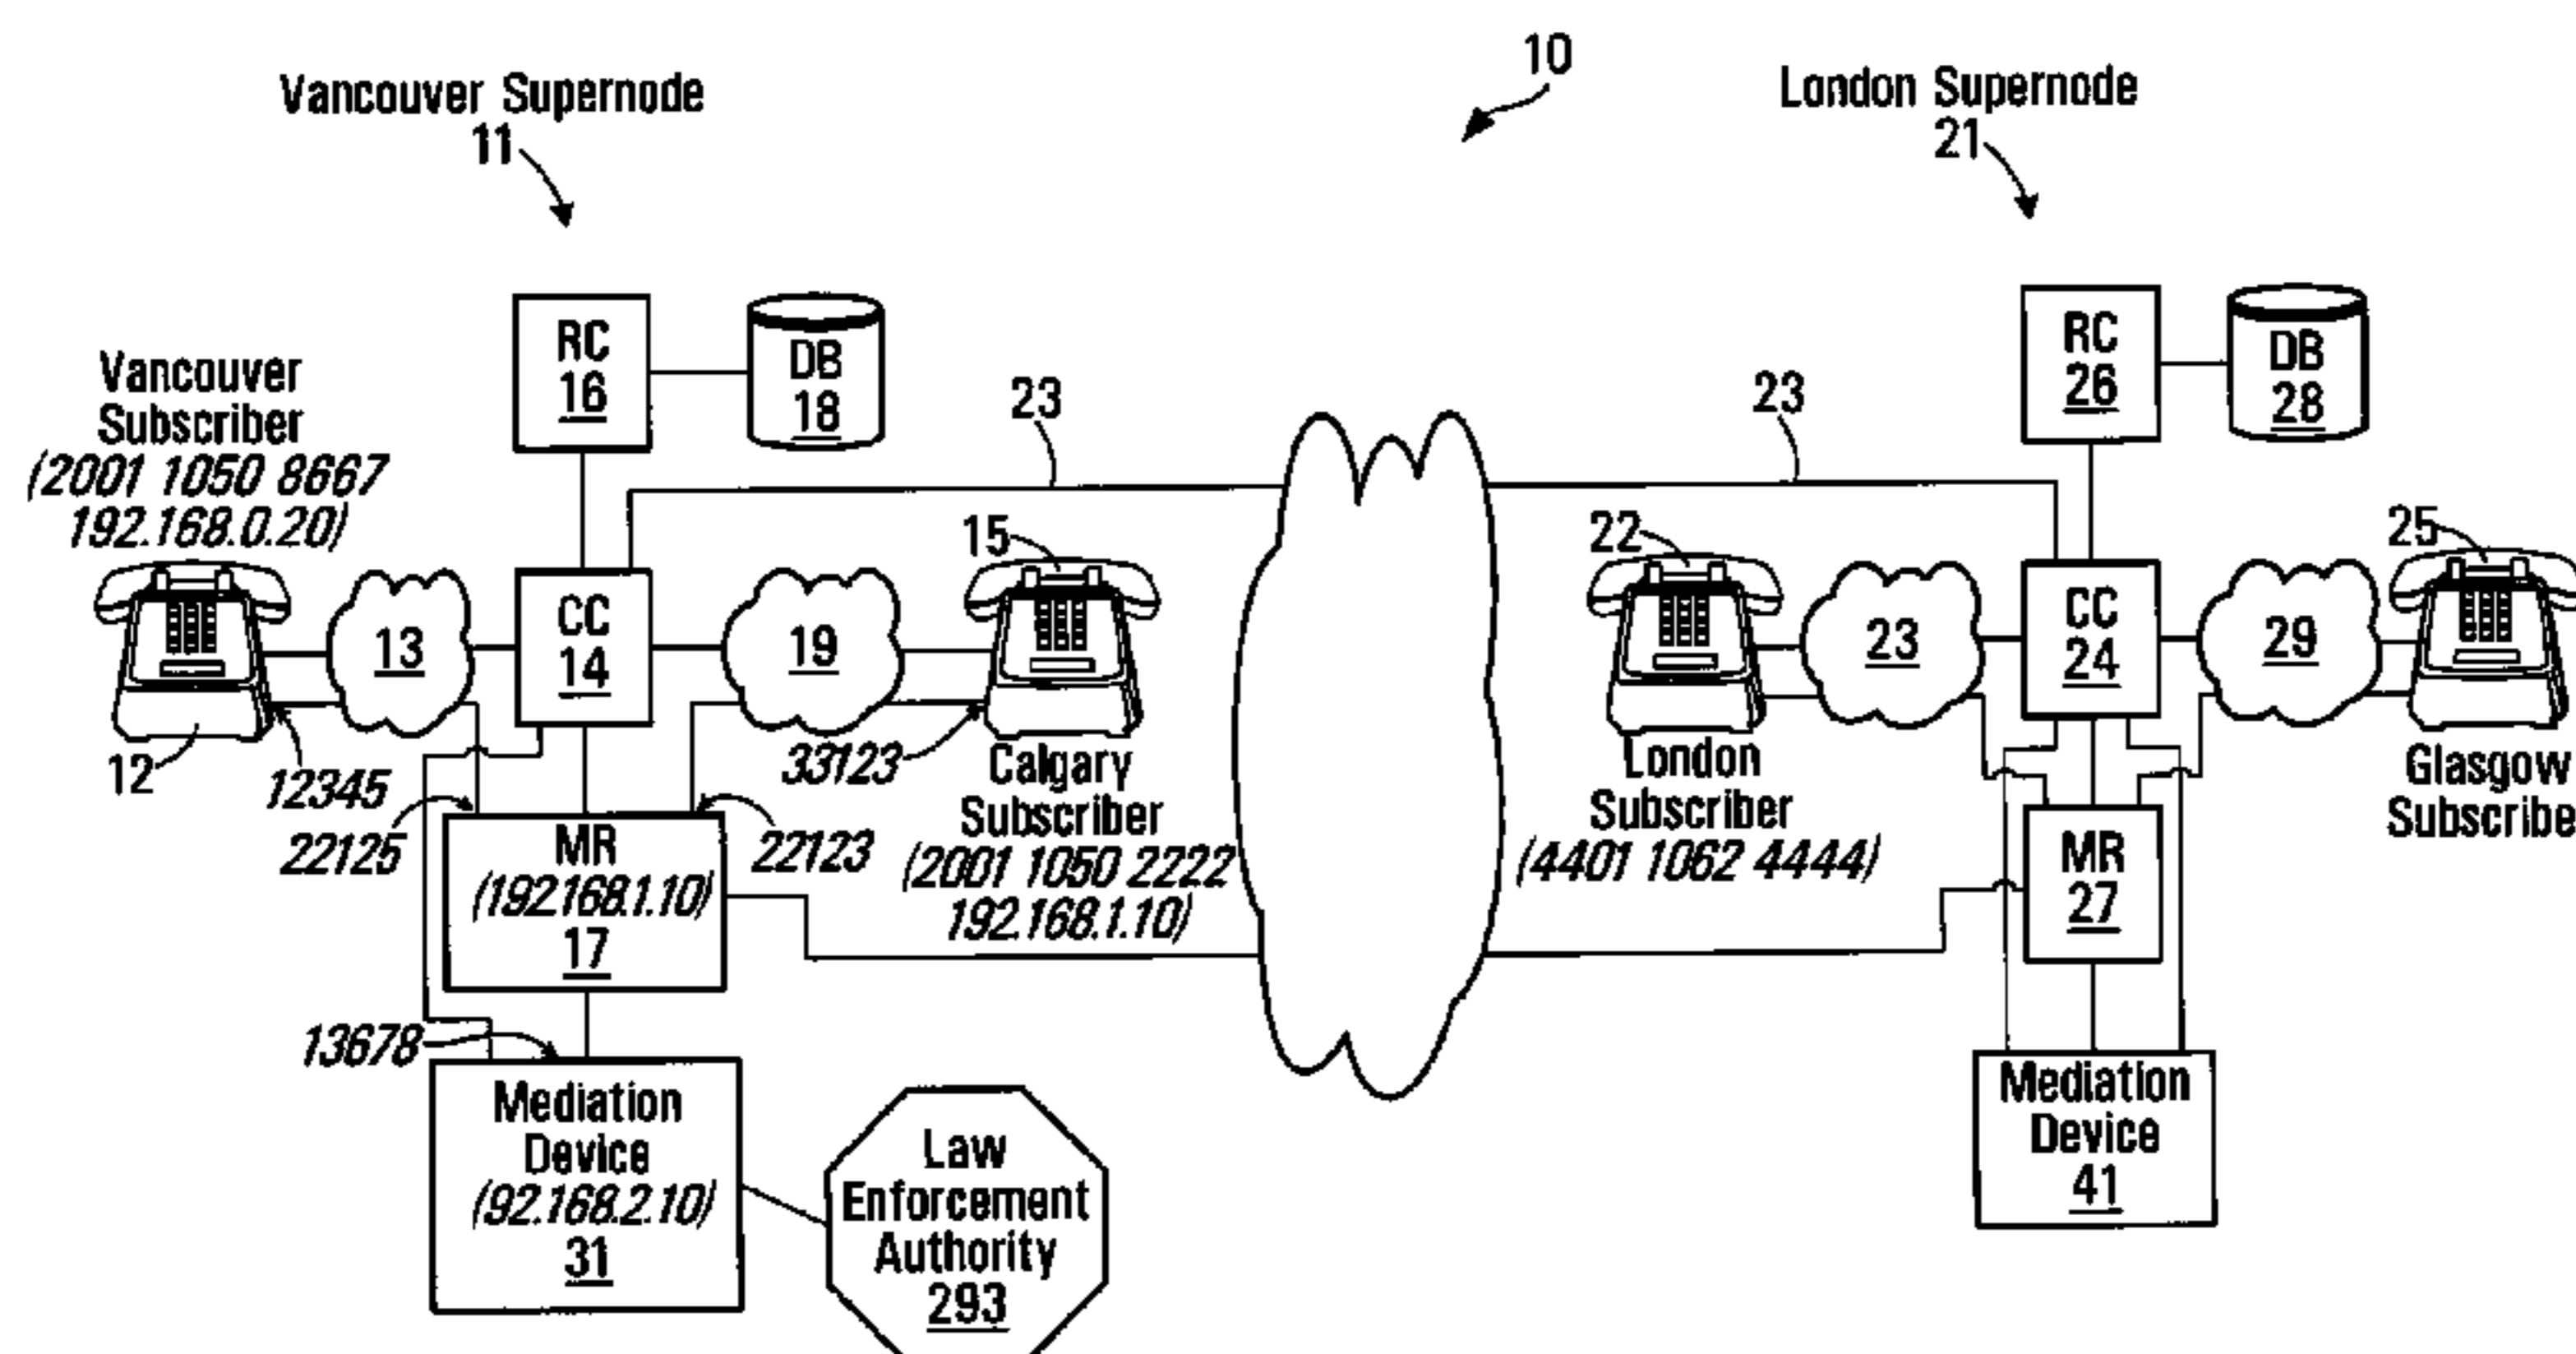 10
Vancouver Supernode
11
London Supernode
21
RC
16
DB
18
RC
26
DB
28
Vancouver
Subscriber
(2001 1050 8667
192.168.0.20)
23
23
15
22
25
13
CC
14
19
23
CC
24
29
12
12345
22125
33123
22123
Calgary
Subscriber
(2001 1050 2222
192.168.1.10)
London
Subscriber
(4401 1062 4444)
Glasgow
Subscribe
MR
(192.168.1.10)
17
MR
27
13678
Mediation
Device
(92.168.2.10)
31
Law
Enforcement
Authority
293
Mediation
Device
41